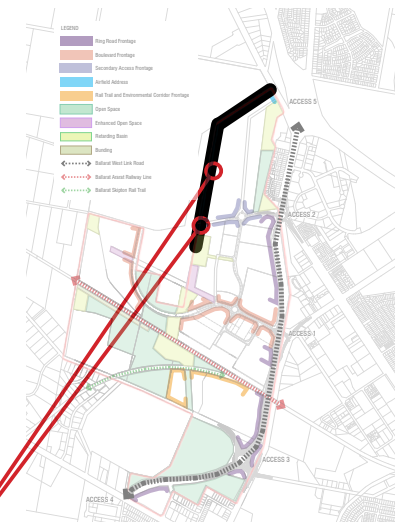 LEGEND
Ring Road Frontage
Boulevard Frontage
Secondary Access Frontage
Airfield Address
Rail Trail and Environmental Corridor Frontage
Open Space
Enhanced Open Space
Retarding Basin
Bunding
Ballarat West Link Road
Ballarat Ararat Railway Line
Ballarat Skipton Rail Trail
ACCESS 5
ACCESS 2
ACCESS 1
ACCESS 3
ACCESS 4